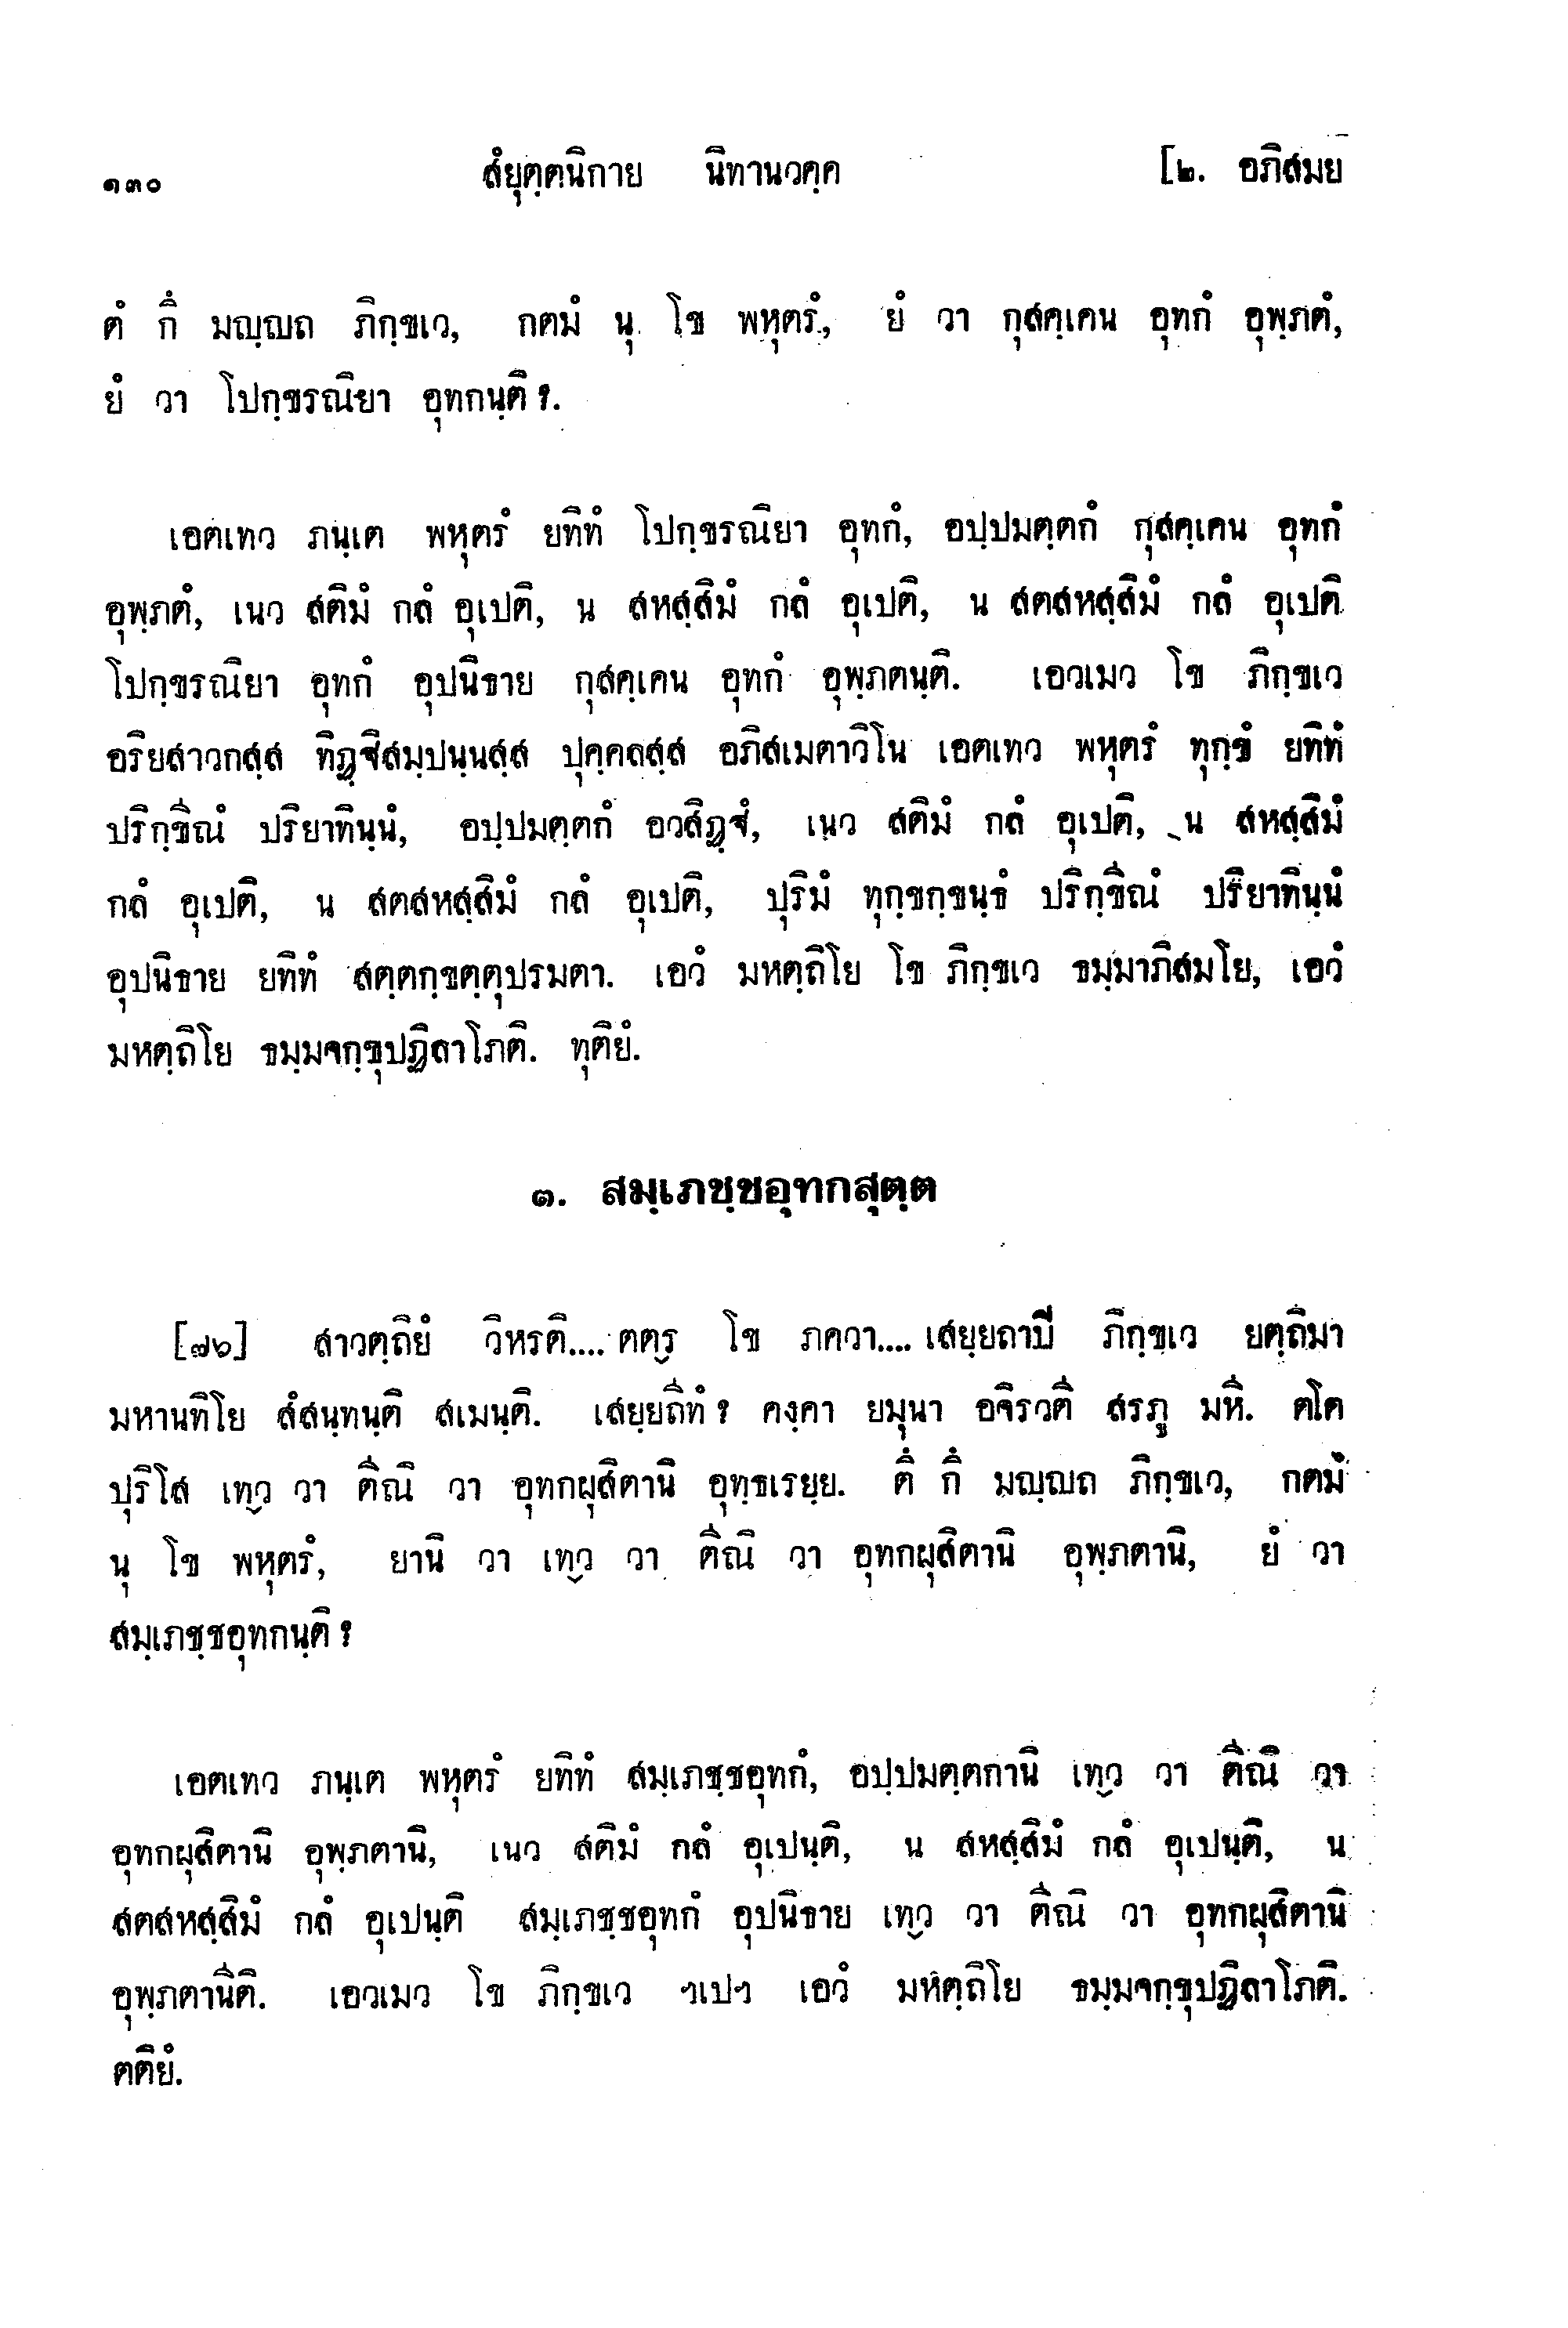 ๑๓๐ สํยุตฺตนิกาย นิทานวคฺค [๒. อภิสมย
ตํ กึ มญฺญถ ภิกฺขเว, กตมํ นุ โข พหุตรํ, ยํ วา กุสคฺเคน อุทกํ อุพฺภตํ,
ยํ วา โปกฺขรณิยา อุทกนฺติ ?.
เอตเทว ภนฺเต พหุตรํ ยทิทํ โปกฺขรณิยา อุทกํ, อปฺปมตฺตกํ กุสคฺเคน อุทกํ
อุพฺภตํ, เนว สติมํ กลํ อุเปติ, น สหสฺสิมํ กลํ อุเปติ, น สตสหสฺสิมํ กลํ อุเปติ
โปกฺขรณิยา อุทกํ อุปนิธาย กุสคฺเคน อุทกํ อุพฺภตนฺติ. เอวเมว โข ภิกฺขเว
อริยสาวกสฺส ทิฏฺฐิสมฺปนฺนสฺส ปุคฺคลสฺส อภิสเมตาวิโน เอตเทว พหุตรํ ทุกฺขํ ยทิทํ
ปริกฺขีณํ ปริยาทินฺนํ, อปฺปมตฺตกํ อวสิฏฺฐํ, เนว สติมํ กลํ อุเปติ, น สหสฺสิมํ
กลํ อุเปติ, น สตสหสฺสิมํ กลํ อุเปติ, ปุริมํ ทุกฺขกฺขนฺธํ ปริกฺขีณํ ปริยาทินฺนํ
อุปนิธาย ยทิทํ สตฺตกฺขตฺตุปรมตา. เอวํ มหตฺถิโย โข ภิกฺขเว ธมฺมาภิสมโย, เอวํ
มหตฺถิโย ธมฺมจกฺขุปฏิลาโภติ. ทุติยํ.
๓. สมฺเภชฺชอุทกสุตฺต
[๗๖] สาวตฺถิยํ วิหรติ.... ตตฺร โข ภควา.... เสยฺยถาปิ ภิกฺขเว ยตฺถิมา
มหานทิโย สํสนฺทนฺติ สเมนฺติ. เสยฺยถีทํ ? คงฺคา ยมุนา อจิรวตี สรภู มหี. ตโต
ปุริโส เทฺว วา ตีณิ วา อุทกผุสิตานิ อุทฺธเรยฺย. ตํ กึ มญฺญถ ภิกฺขเว, กตมํ
นุ โข พหุตรํ, ยานิ วา เทฺว วา ตีณิ วา อุทกผุสิตานิ อุพฺภตานิ, ยํ วา
สมฺเภชฺชอุทกนฺติ ?
เอตเทว ภนฺเต พหุตรํ ยทิทํ สมฺเภชฺชอุทกํ, อปฺปมตฺตกานิ เทฺว วา ตีณิ วา
อุทกผุสิตานิ อุพฺภตานิ, เนว สติมํ กลํ อุเปนฺติ, น สหสฺสิมํ กลํ อุเปนฺติ, น
สตสหสฺสิมํ กลํ อุเปนฺติ สมฺเภชฺชอุทกํ อุปนิธาย เทฺว วา ตีณิ วา อุทกผุสิตานิ
อุพฺภตานีติ. เอวเมว โข ภิกฺขเว ฯเปฯ เอวํ มหตฺถิโย ธมฺมจกฺขุปฏิลาโภติ.
ตติยํ.